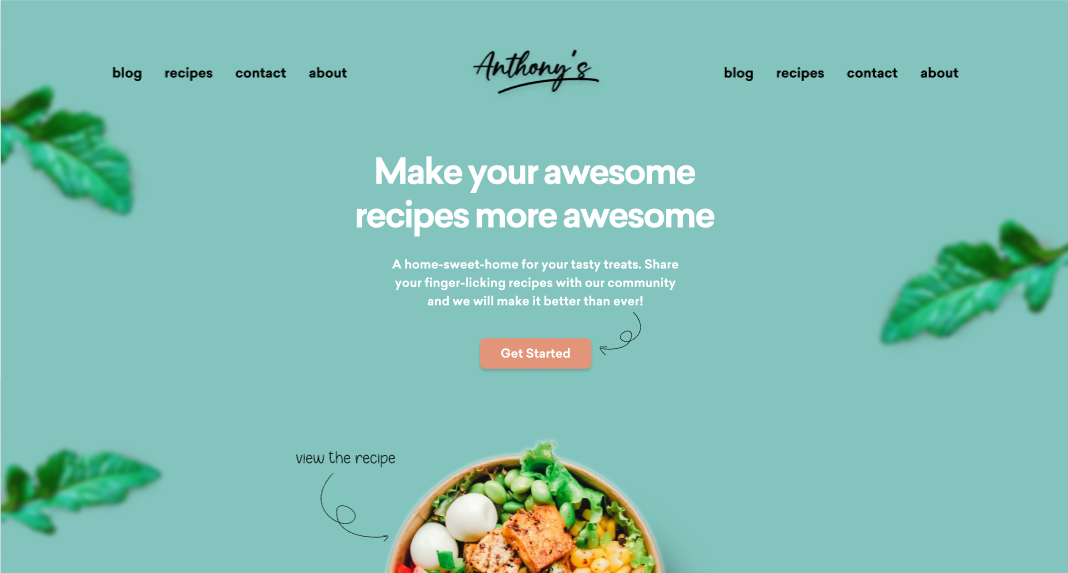 blog recipes contact about Anthony's blog recipes contact about
Make your awesome
recipes more awesome
A home-sweet-home for your tasty treats. Share
your finger-licking recipes with our community
and we will make it better than ever!
Get Started
view the recipe